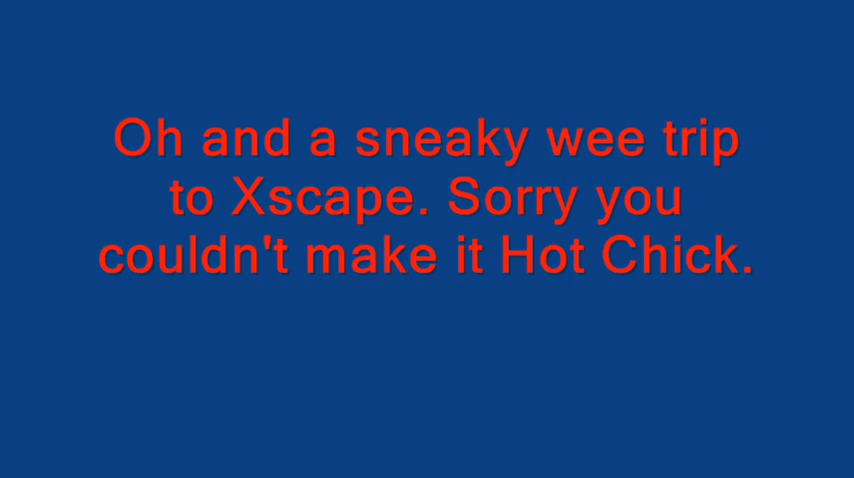 Oh and a sneaky wee trip
to Xscape. Sorry you
couldn't make it Hot Chick.